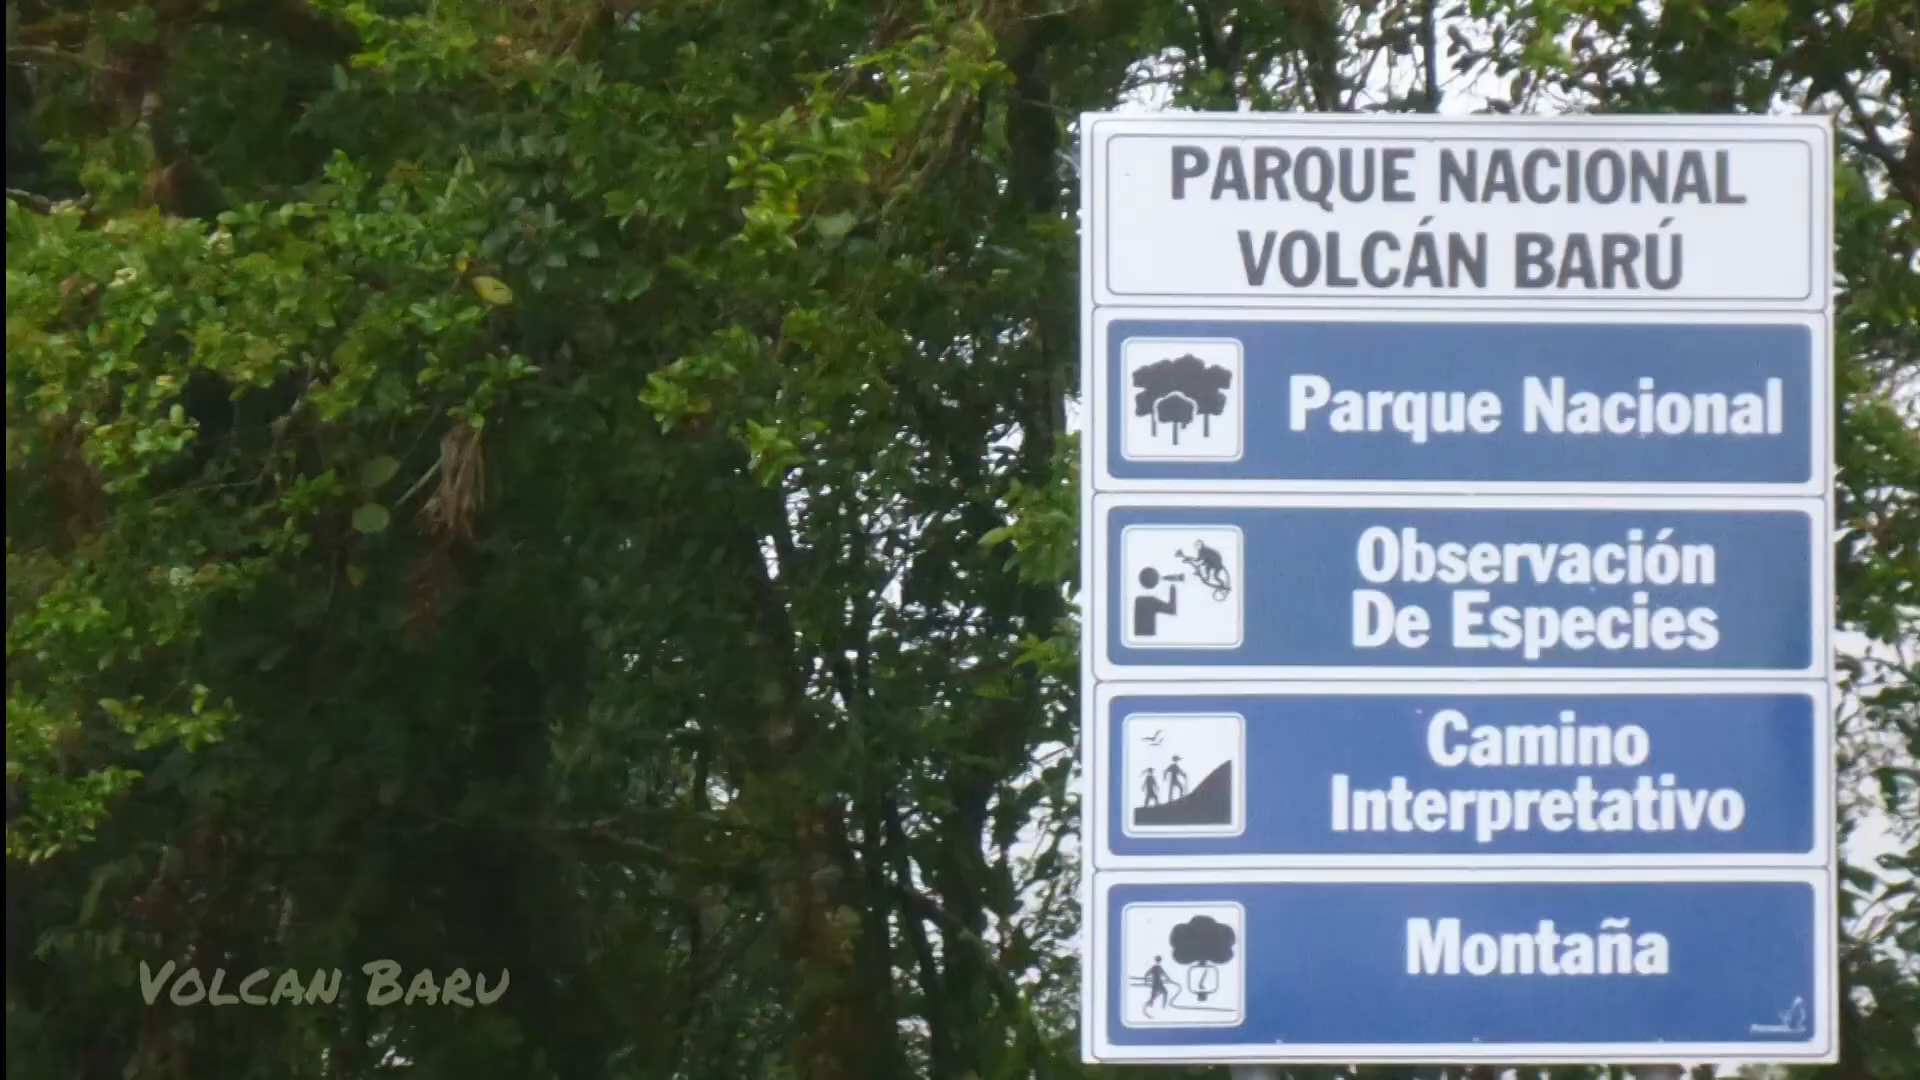 PARQUE NACIONAL
VOLCÁN BARÚ
Parque Nacional
Observación
De Especies
Camino
Interpretativo
Montaña
VOLCAN BARU